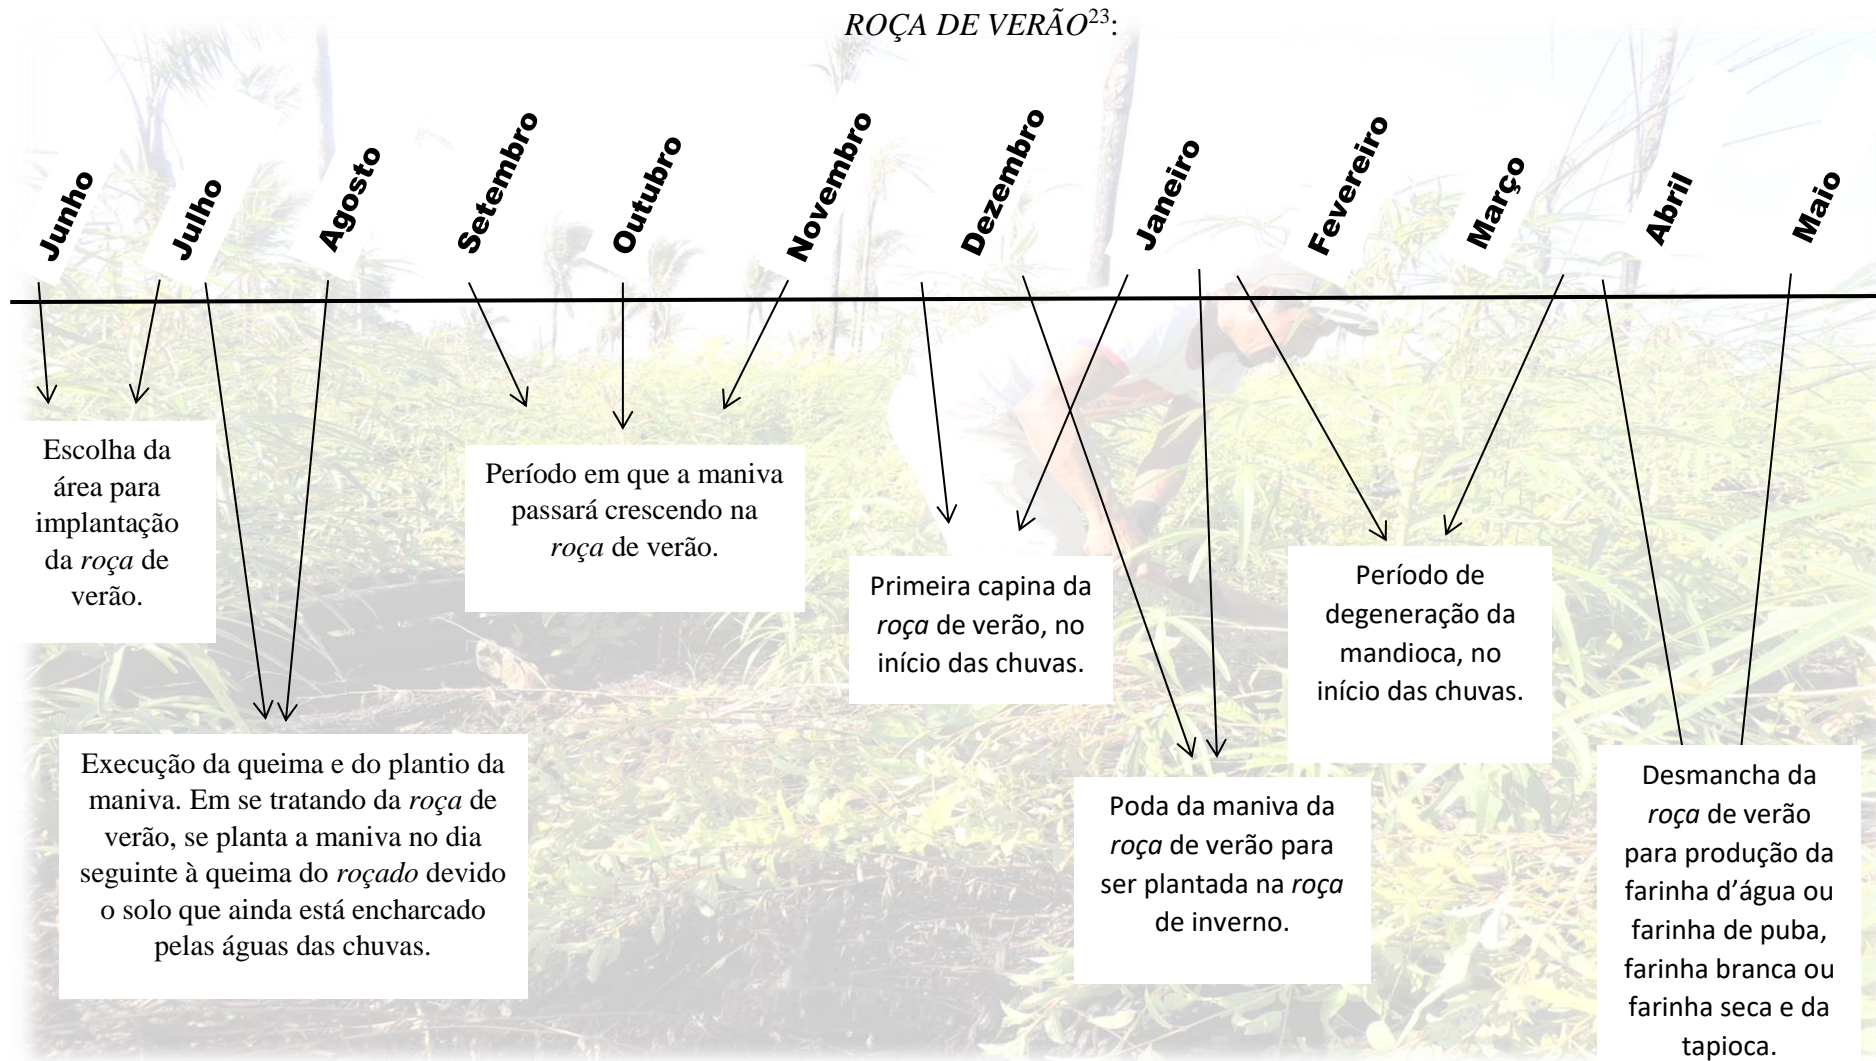 ROÇA DE VERÃO23:
Junho
Julho
Agosto
Setembro
Outubro
Novembro
Dezembro
Janeiro
Fevereiro
Março
Abril
Maio
Escolha da
área para
implantação
da roça de
verão.
Execução da queima e do plantio da
maniva. Em se tratando da roça de
verão, se planta a maniva no dia
seguinte à queima do roçado devido
o solo que ainda está encharcado
pelas águas das chuvas.
Período em que a maniva
passará crescendo na
roça de verão.
Primeira capina da
roça de verão, no
início das chuvas.
Poda da maniva da
roça de verão para
ser plantada na roça
de inverno.
Período de
degeneração da
mandioca, no
início das chuvas.
Desmancha da
roça de verão
para produção da
farinha d’água ou
farinha de puba,
farinha branca ou
farinha seca e da
tapioca.